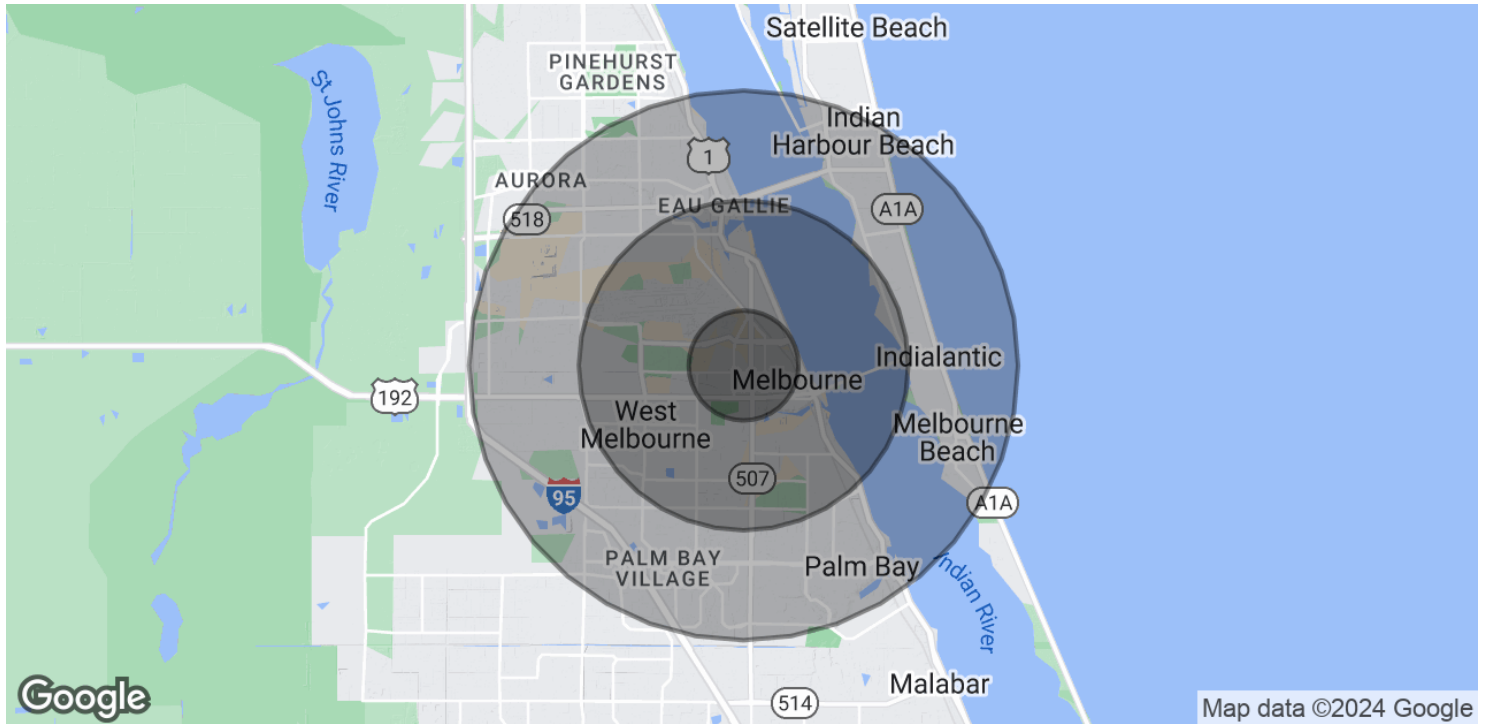 Satellite Beach
PINEHURST
GARDENS
St Johns River
Indian
Harbour Beach
1
AURORA
518
EAU GALLIE
A1A
Indialantic
Melbourne
192
West
Melbourne
Melbourne
Beach
507
95
A1A
PALM BAY
VILLAGE
Palm Bay
Indian River
Malabar
514
Google
Map data ©2024 Google